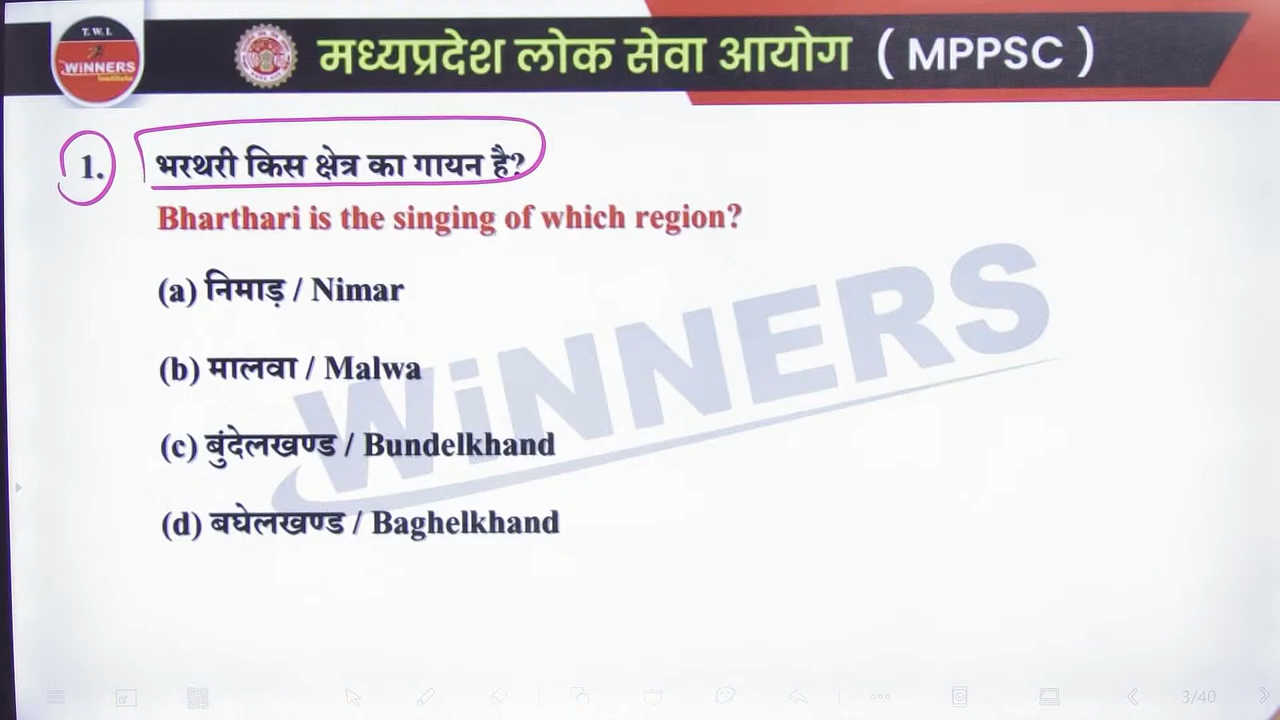 T. W. I.
WiNNERS
Institute
मध्यप्रदेश लोक सेवा आयोग ( MPPSC )
1. भरथरी किस क्षेत्र का गायन है?
Bharthari is the singing of which region?
(a) निमाड़ / Nimar
(b) मालवा / Malwa
(c) बुंदेलखण्ड / Bundelkhand
(d) बघेलखण्ड / Baghelkhand
WiNNERS
3/40